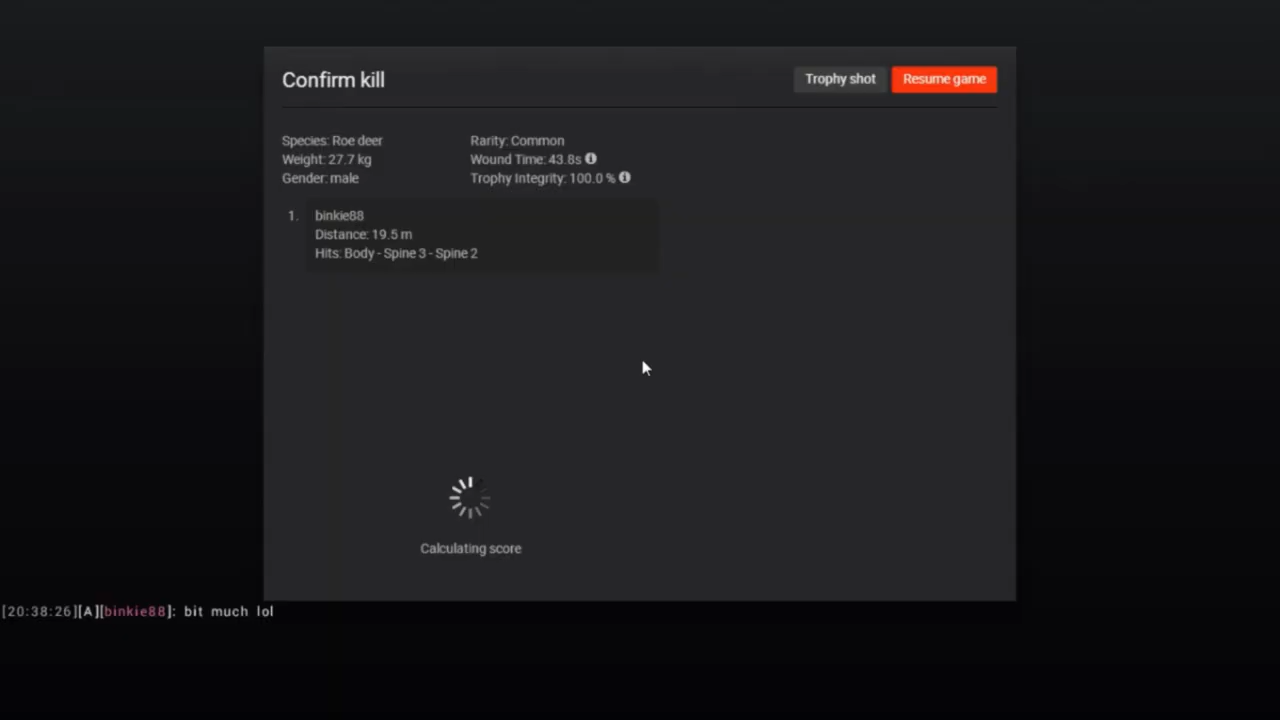 Confirm kill
Trophy shot
Resume game
Species: Roe deer
Weight: 27.7 kg
Gender: male
Rarity: Common
Wound Time: 43.8s
Trophy Integrity: 100.0 %
1.
binkie88
Distance: 19.5 m
Hits: Body - Spine 3 - Spine 2
Calculating score
[20:38:26][A][binkie88]: bit much lol